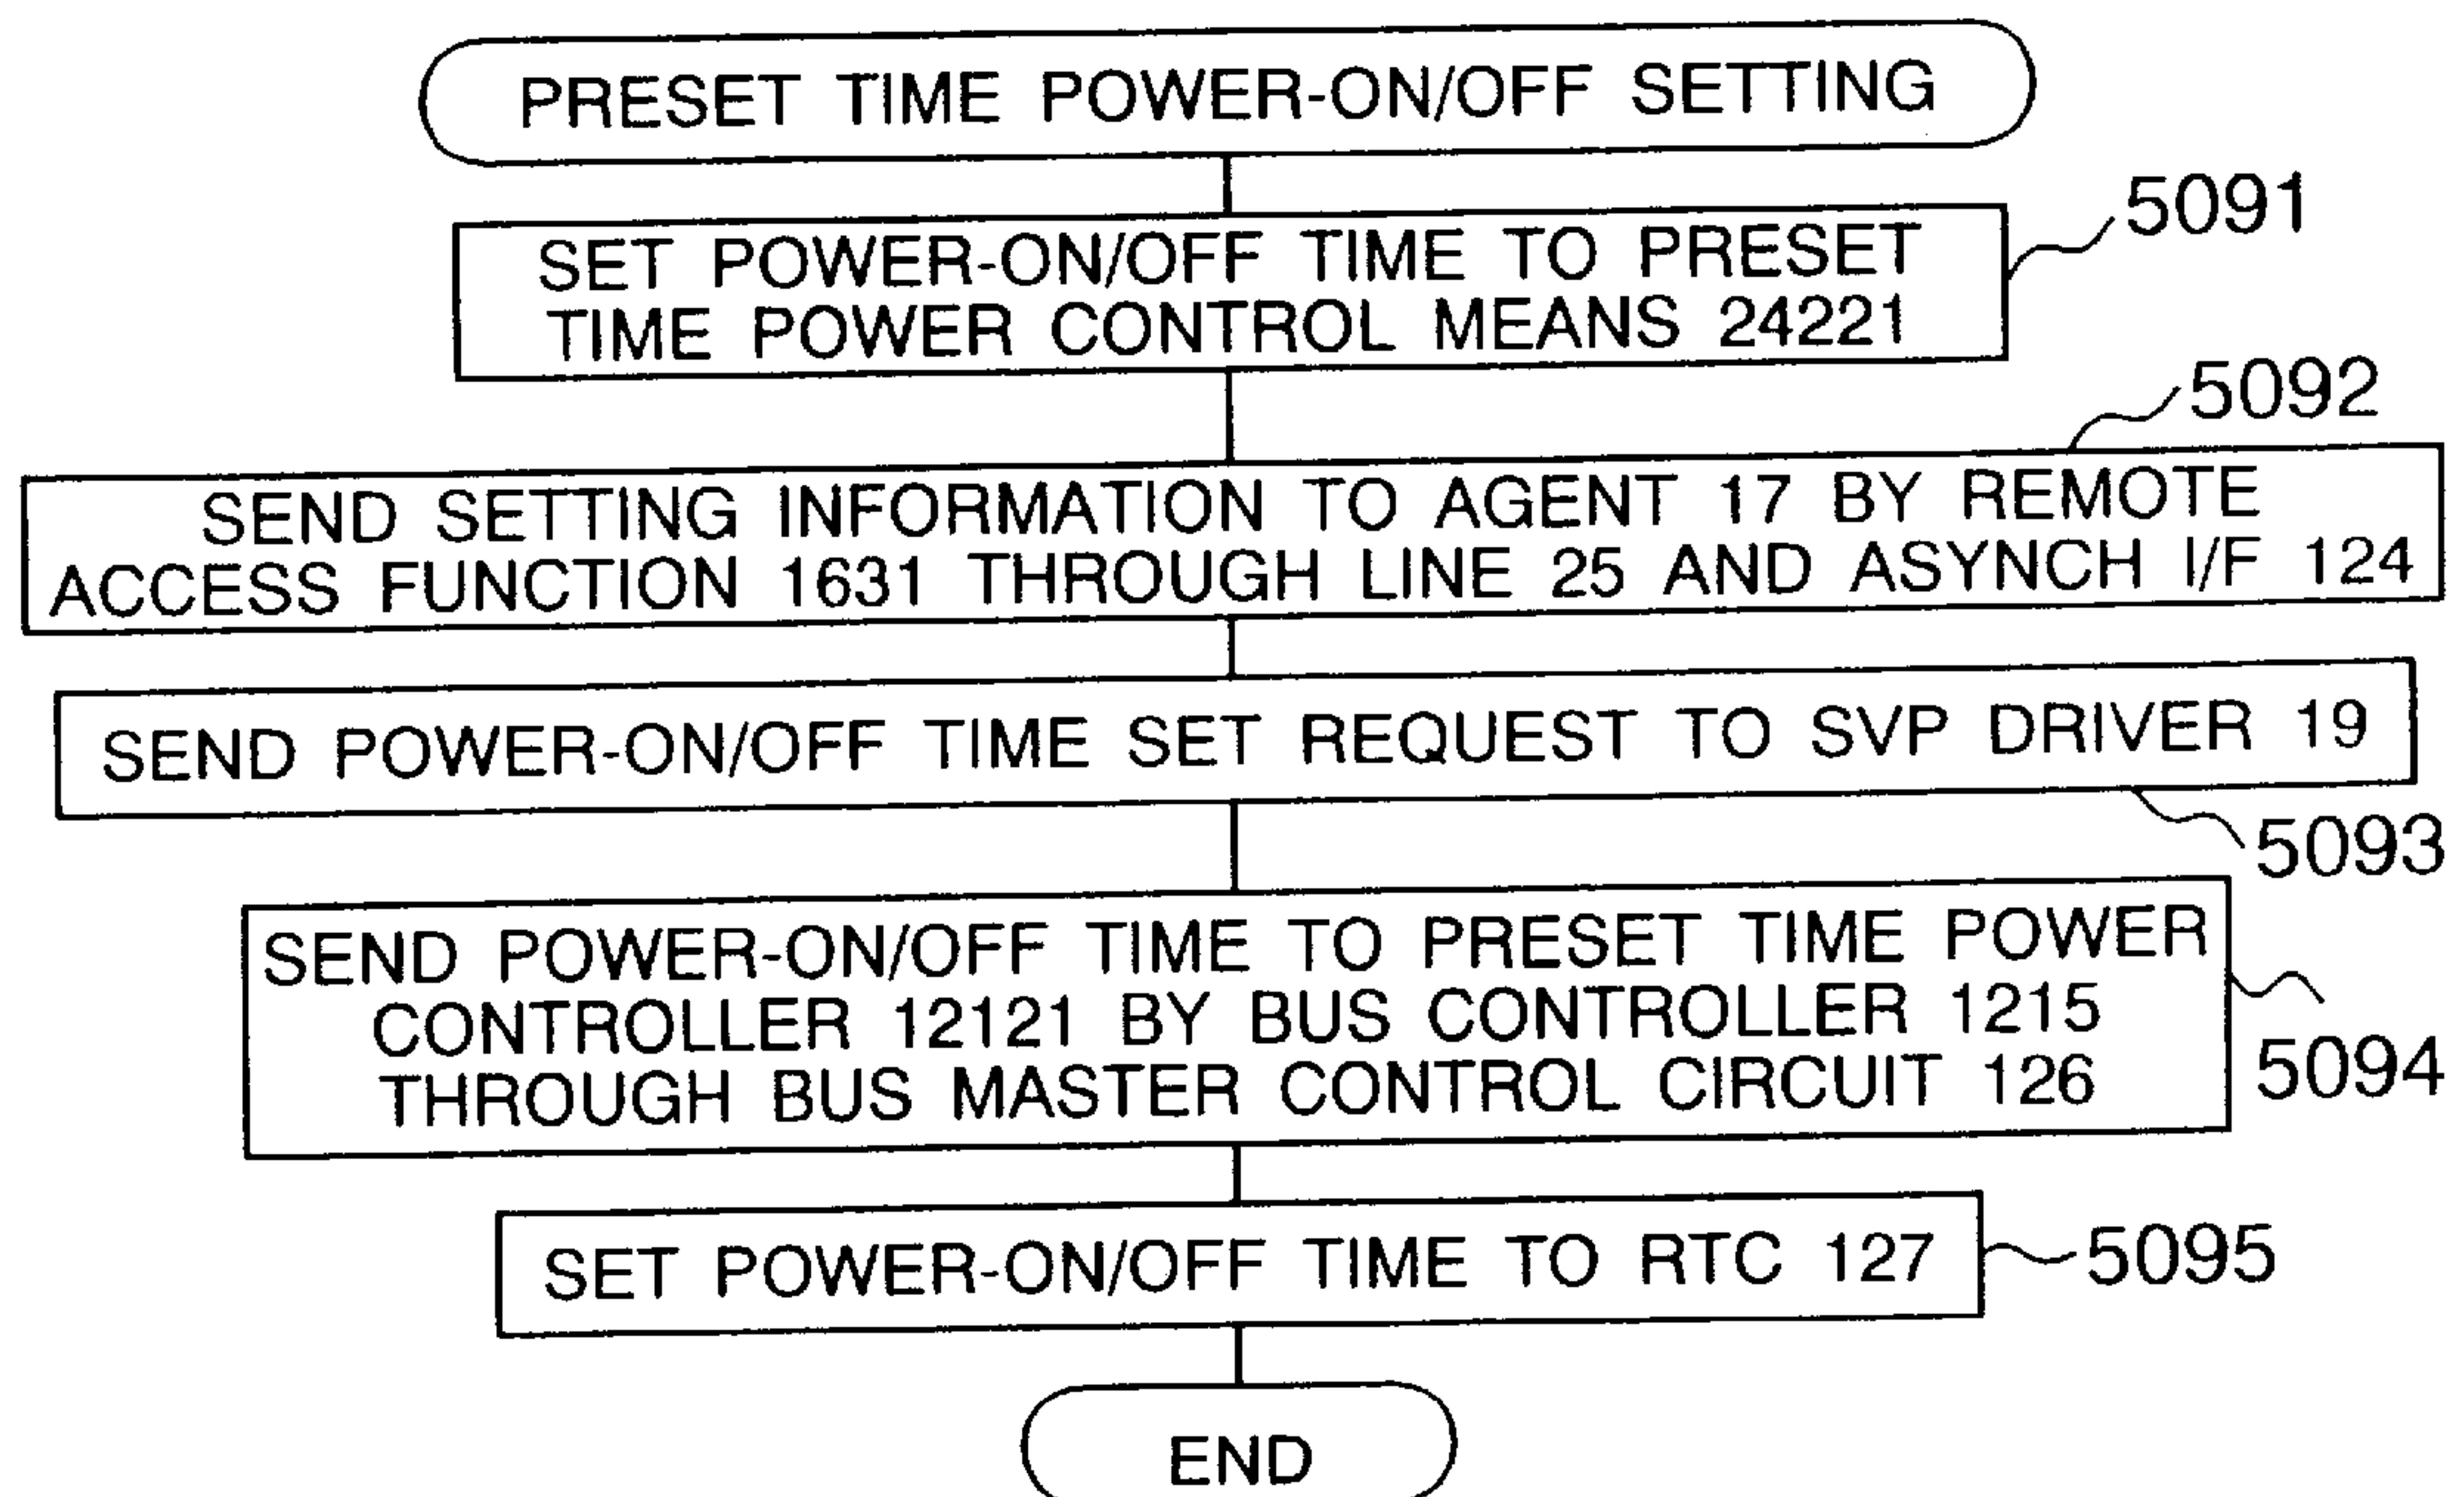 PRESET TIME POWER-ON/OFF SETTING
5091
SET POWER-ON/OFF TIME TO PRESET
TIME POWER CONTROL MEANS 24221
5092
SEND SETTING INFORMATION TO AGENT 17 BY REMOTE
ACCESS FUNCTION 1631 THROUGH LINE 25 AND ASYNCH I/F 124
SEND POWER-ON/OFF TIME SET REQUEST TO SVP DRIVER 19
5093
SEND POWER-ON/OFF TIME TO PRESET TIME POWER
CONTROLLER 12121 BY BUS CONTROLLER 1215
THROUGH BUS MASTER CONTROL CIRCUIT 126
5094
SET POWER-ON/OFF TIME TO RTC 127
5095
END